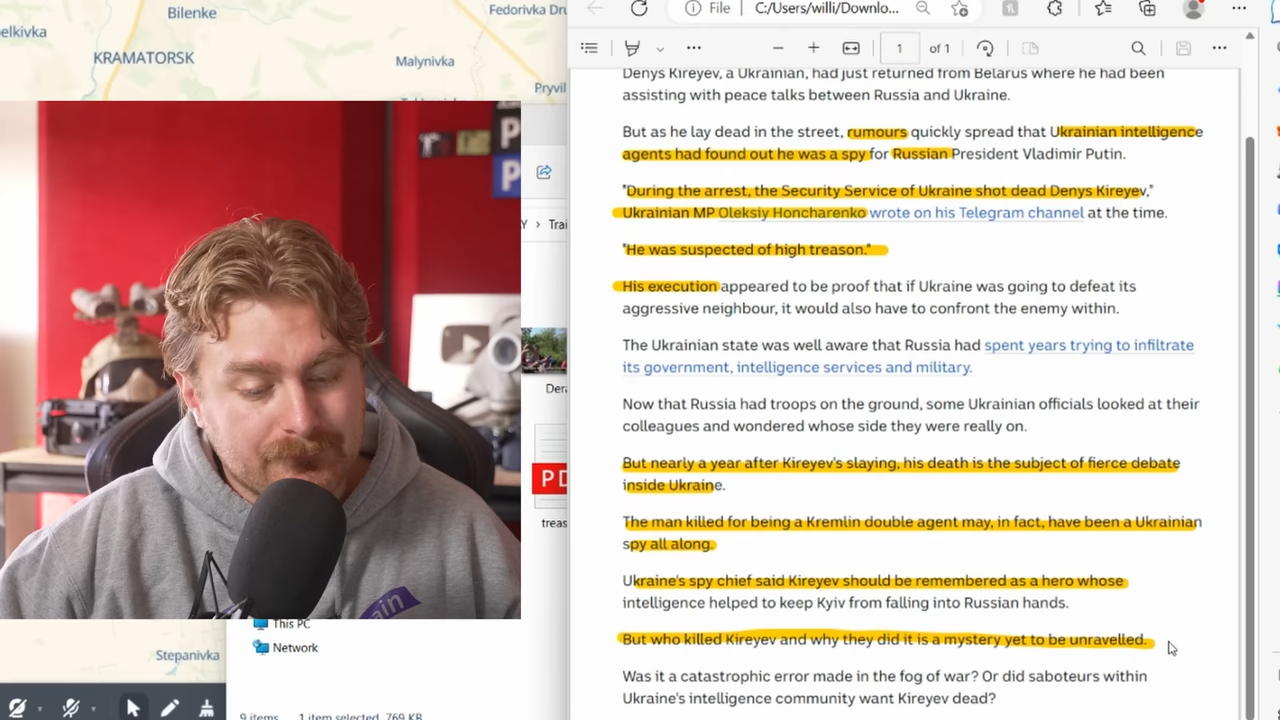 Bilenke
Fedorivka Dru
elkivka
KRAMATORSK
Malynivka
Pryvil
File
C:/Users/willi/Downlo...
1 of 1
Denys Kireyev, a Ukrainian, had just returned from Belarus where he had been
assisting with peace talks between Russia and Ukraine.
But as he lay dead in the street, rumours quickly spread that Ukrainian intelligence
agents had found out he was a spy for Russian President Vladimir Putin.
"During the arrest, the Security Service of Ukraine shot dead Denys Kireyev,"
Ukrainian MP Oleksiy Honcharenko wrote on his Telegram channel at the time.
"He was suspected of high treason."
His execution appeared to be proof that if Ukraine was going to defeat its
aggressive neighbour, it would also have to confront the enemy within.
The Ukrainian state was well aware that Russia had spent years trying to infiltrate
its government, intelligence services and military.
Now that Russia had troops on the ground, some Ukrainian officials looked at their
colleagues and wondered whose side they were really on.
But nearly a year after Kireyev's slaying, his death is the subject of fierce debate
inside Ukraine.
The man killed for being a Kremlin double agent may, in fact, have been a Ukrainian
spy all along.
Ukraine's spy chief said Kireyev should be remembered as a hero whose
intelligence helped to keep Kyiv from falling into Russian hands.
But who killed Kireyev and why they did it is a mystery yet to be unravelled.
Was it a catastrophic error made in the fog of war? Or did saboteurs within
Ukraine's intelligence community want Kireyev dead?
Y > Trai
Dera
PD
treas
P
P
ain
This PC
Network
Stepanivka
9 items 1 item selected 769 KB